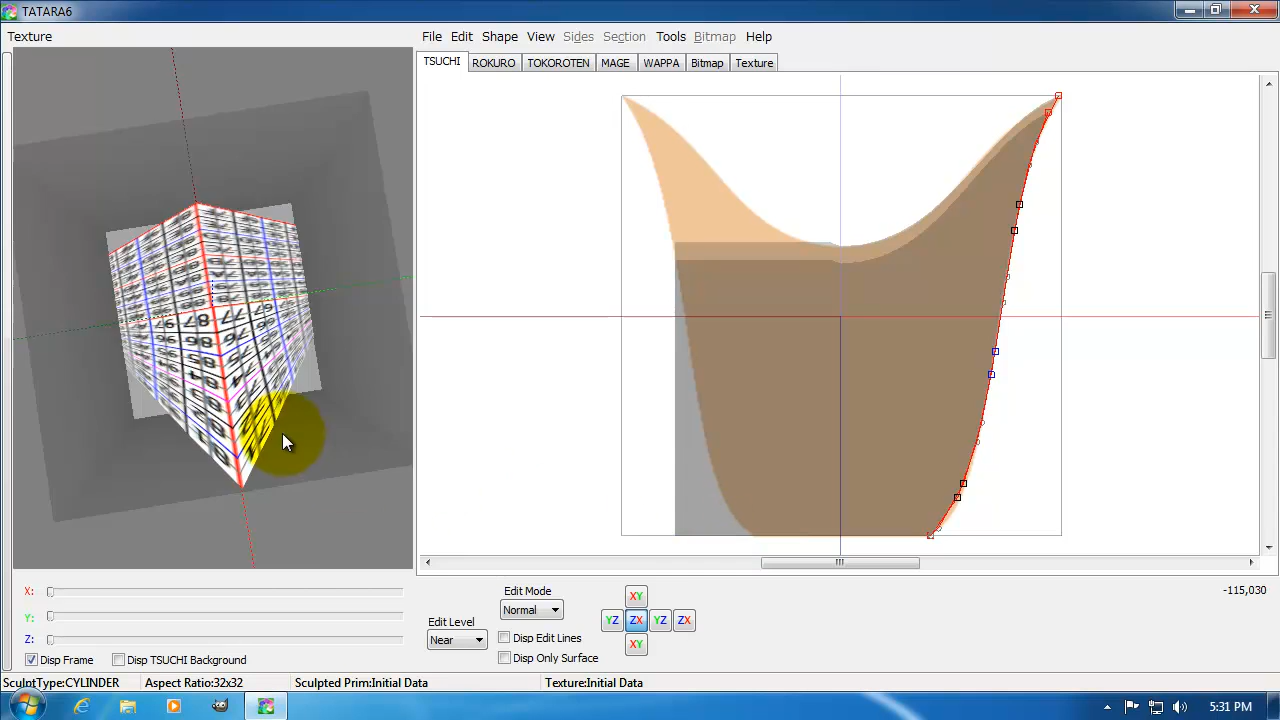 TATARA6
Texture
File Edit Shape View Sides Section Tools Bitmap Help
TSUCHI ROKURO TOKOROTEN MAGE WAPPA Bitmap Texture
X:
Y:
Z:
Disp Frame Disp TSUCHI Background
Edit Level
Near
Edit Mode
Normal
Disp Edit Lines
Disp Only Surface
XY
YZ ZX YZ ZX
XY
-115,030
SculptType:CYLINDER Aspect Ratio:32x32 Sculpted Prim:Initial Data Texture:Initial Data
5:31 PM